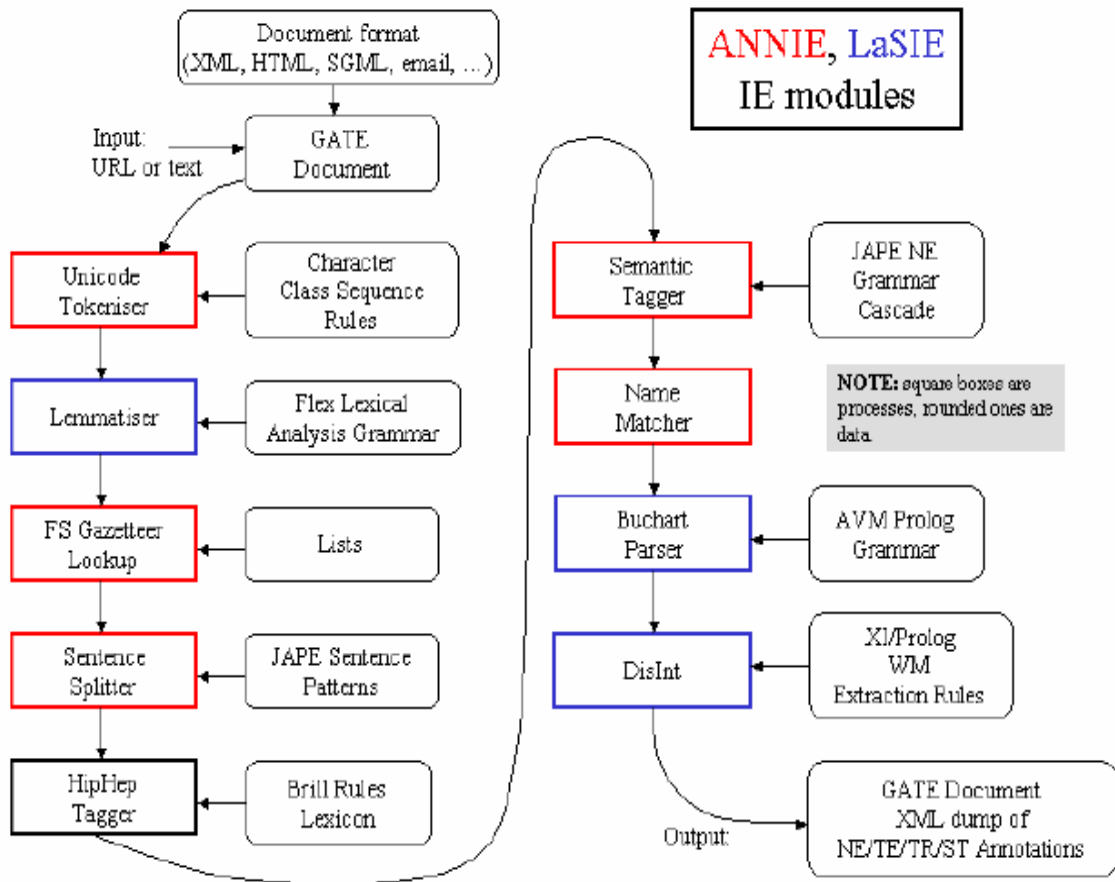 Document format
(XML, HTML, SGML, email, ...)
ANNIE, LaSIE
IE modules
Input:
URL or text
GATE
Document
Unicode
Tokeniser
Character
Class Sequence
Rules
Lemmatiser
Flex Lexical
Analysis Grammar
FS Gazetteer
Lookup
Lists
Sentence
Splitter
JAPE Sentence
Patterns
HipHep
Tagger
Brill Rules
Lexicon
Semantic
Tagger
JAPE NE
Grammar
Cascade
Name
Matcher
NOTE: square boxes are
processes, rounded ones are
data.
Buchart
Parser
AVM Prolog
Grammar
DisInt
XI/Prolog
WM
Extraction Rules
Output:
GATE Document
XML dump of
NE/TE/TR/ST Annotations